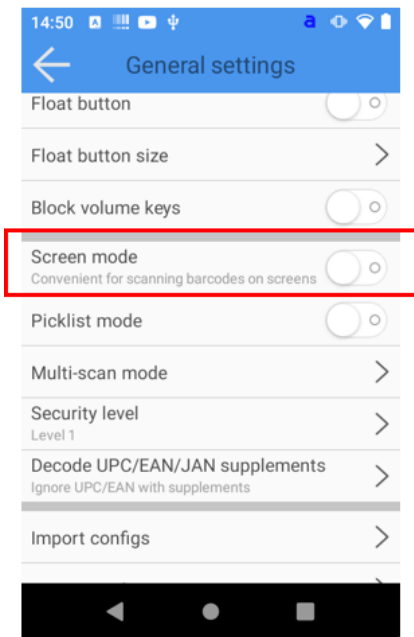 14:50
General settings
Float button
Float button size
Block volume keys
Screen mode
Convenient for scanning barcodes on screens
Picklist mode
Multi-scan mode
Security level
Level 1
Decode UPC/EAN/JAN supplements
Ignore UPC/EAN with supplements
Import configs